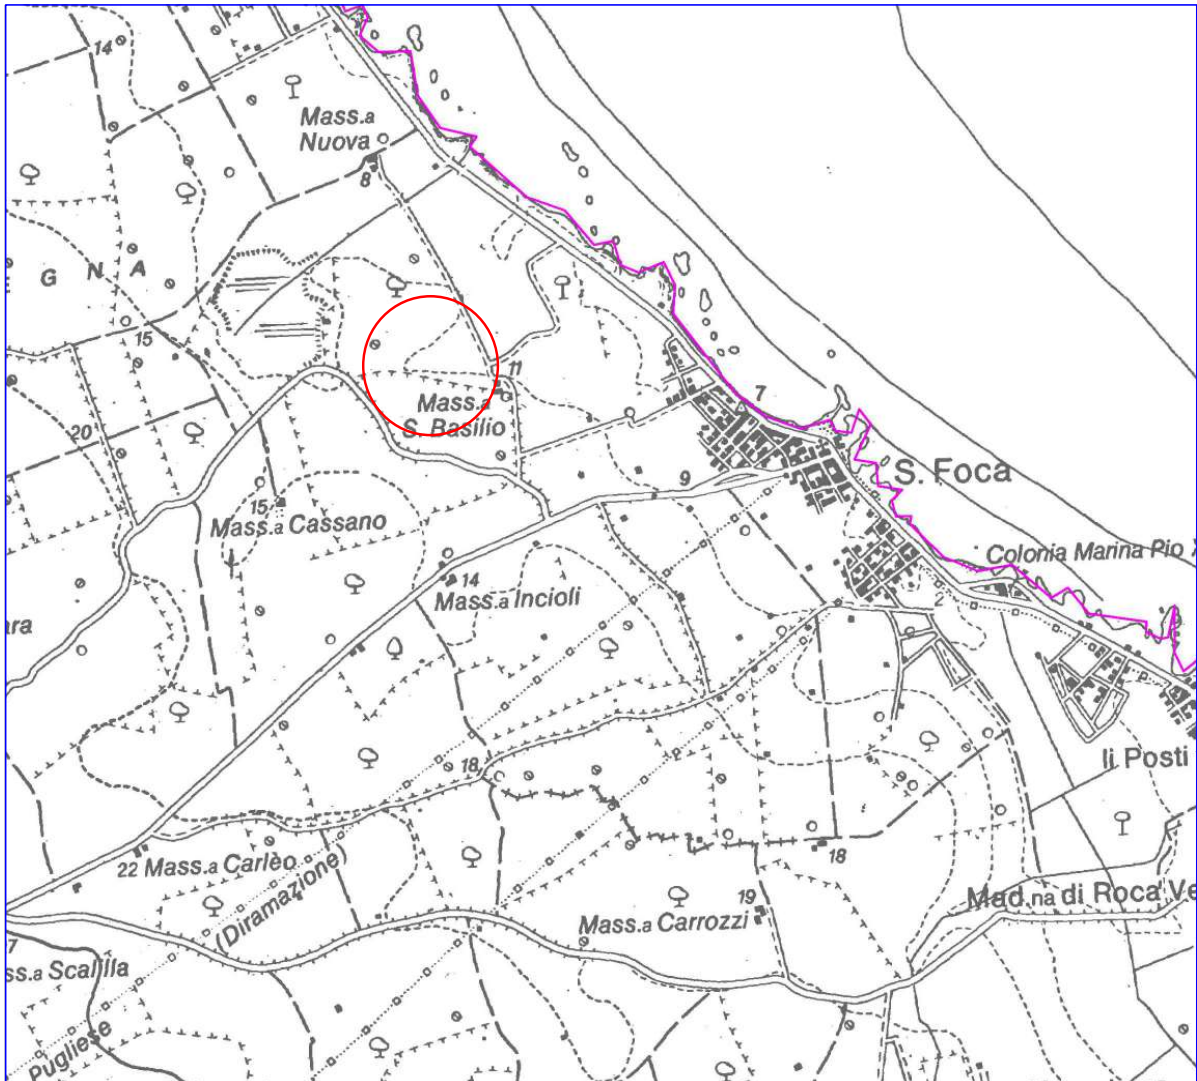 14
Mass.a
Nuova
8
G N A
15
11
7
Mass.a
S. Basilio
20
9
S. Foca
15
Mass.a Cassano
Colonia Marina Pio X
14
Mass.a Incioli
2
ara
18
li Posti
22 Mass.a Carlèo
18
(Diramazione)
19
Mass.a Carrozzi
Mad.na di Roca Ve
7
ss.a Scalilla
Pugliese